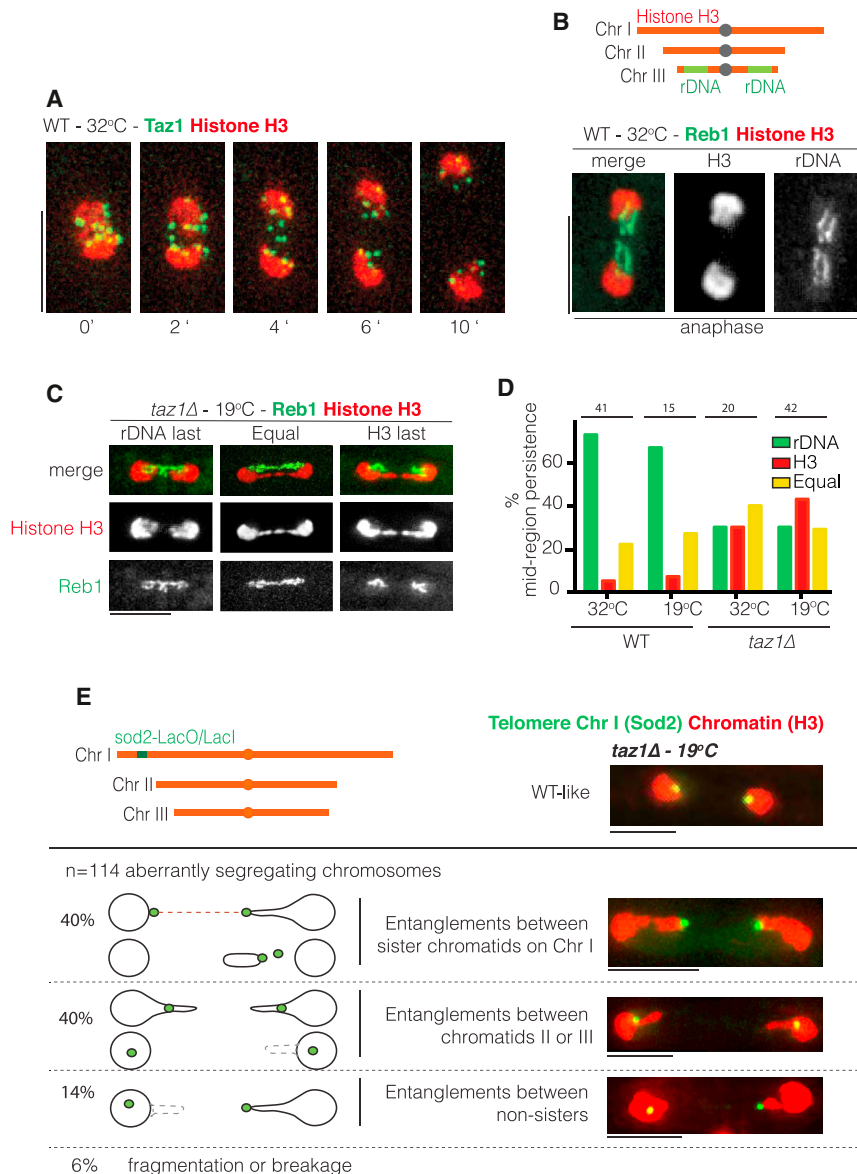 A
WT - 32°C - Taz1 Histone H3
0'
2 ‘
4 ‘
6 ‘
10 ‘
B
Histone H3
Chr I
Chr II
Chr III
rDNA
rDNA
WT - 32°C - Reb1 Histone H3
merge
H3
rDNA
anaphase
C
taz1Δ - 19°C - Reb1 Histone H3
rDNA last
Equal
H3 last
merge
Histone H3
Reb1
D
41
15
20
42
rDNA
H3
Equal
%
mid-region persistence
60
40
20
0
32°C
19°C
32°C
19°C
WT
taz1Δ
E
sod2-LacO/LacI
Chr I
Chr II
Chr III
Telomere Chr I (Sod2) Chromatin (H3)
taz1Δ - 19°C
WT-like
n=114 aberrantly segregating chromosomes
40%
Entanglements between
sister chromatids on Chr I
40%
Entanglements between
chromatids II or III
14%
Entanglements between
non-sisters
6% fragmentation or breakage